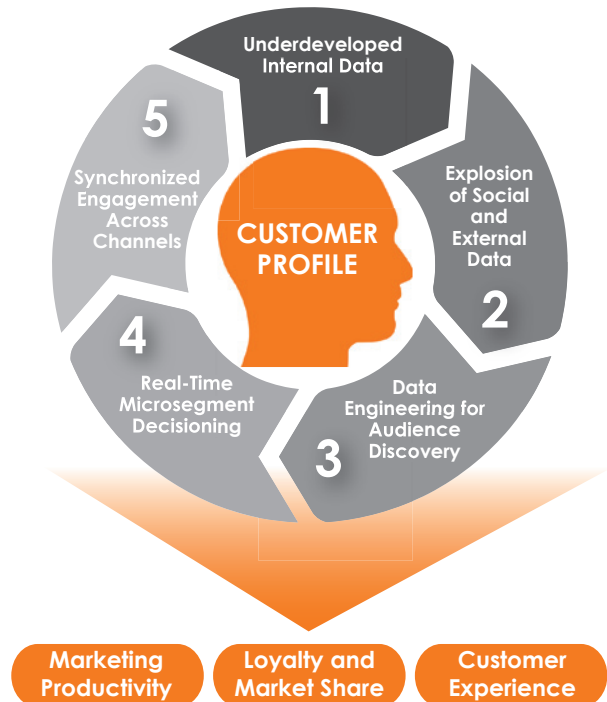 Underdeveloped
Internal Data
1
Explosion
of Social
and
External
Data
2
Data
Engineering for
Audience
Discovery
3
4
Real-Time
Microsegment
Decisioning
5
Synchronized
Engagement
Across
Channels
CUSTOMER
PROFILE
Marketing
Productivity
Loyalty and
Market Share
Customer
Experience